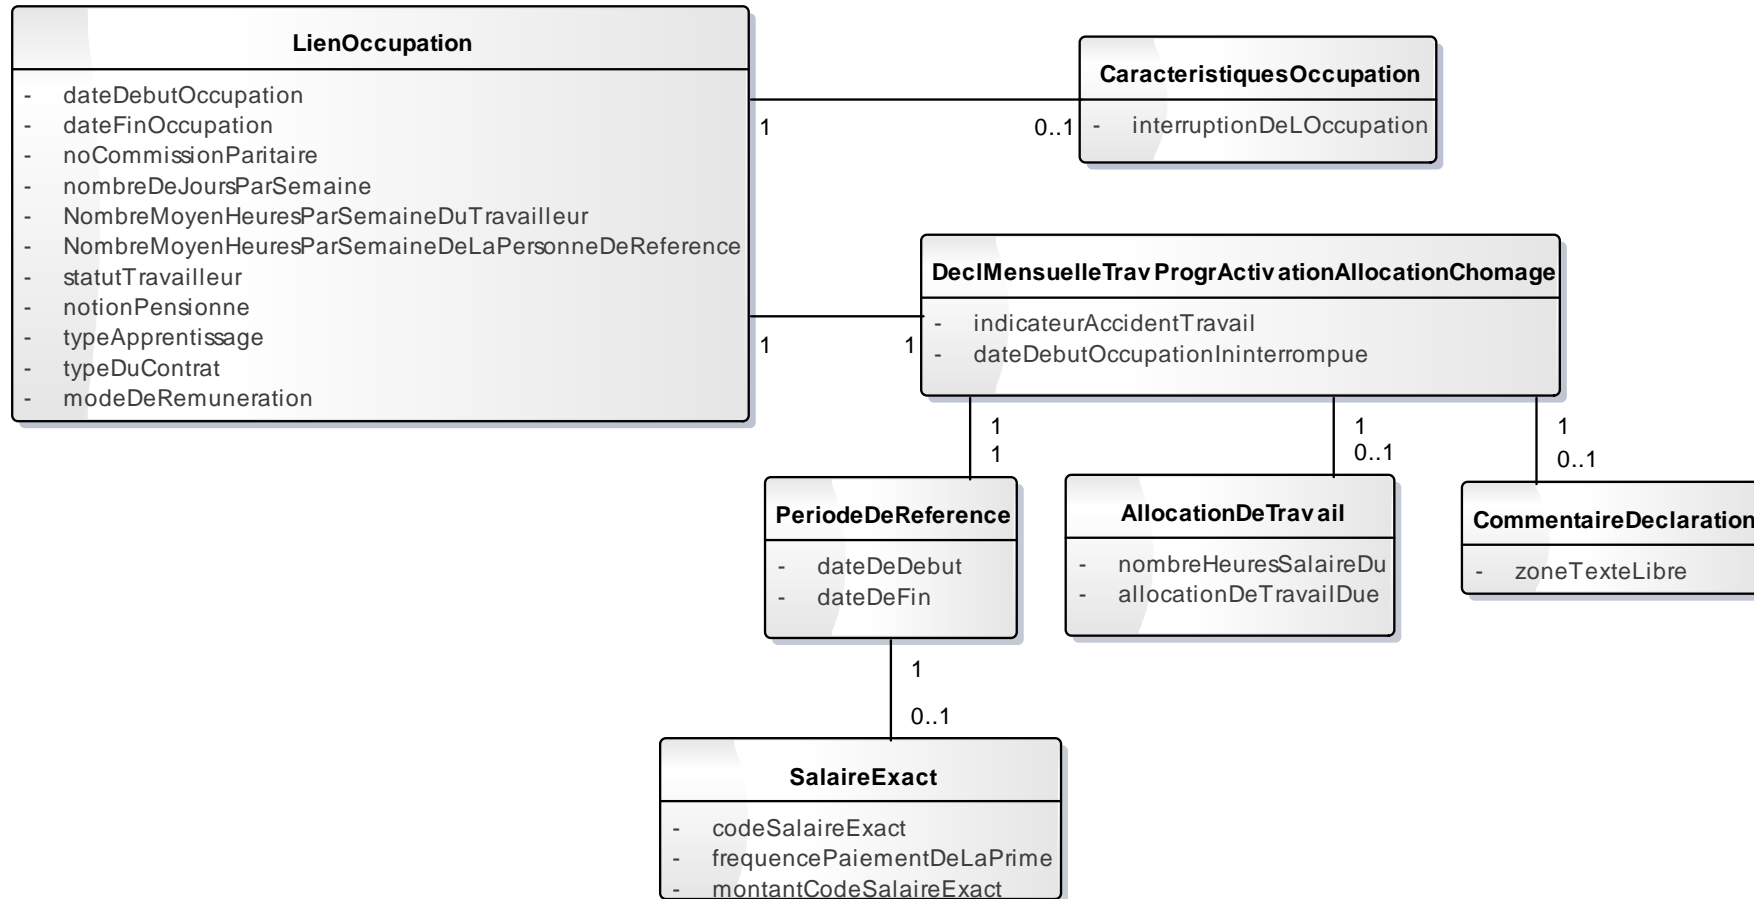 LienOccupation
- dateDebutOccupation
- dateFinOccupation
- noCommissionParitaire
- nombreDeJoursParSemaine
- NombreMoyenHeuresParSemaineDuTravailleur
- NombreMoyenHeuresParSemaineDeLaPersonneDeReference
- statutTravailleur
- notionPensionne
- typeApprentissage
- typeDuContrat
- modeDeRemuneration
1
0..1
CaracteristiquesOccupation
- interruptionDeLOccupation
1
1
DeclMensuelleTravProgrActivationAllocationChomage
- indicateurAccidentTravail
- dateDebutOccupationIninterrompue
1
1
1
0..1
1
0..1
PeriodeDeReference
- dateDeDebut
- dateDeFin
AllocationDeTravail
- nombreHeuresSalaireDu
- allocationDeTravailDue
CommentaireDeclaration
- zoneTexteLibre
1
0..1
SalaireExact
- codeSalaireExact
- frequencePaiementDeLaPrime
- montantCodeSalaireExact